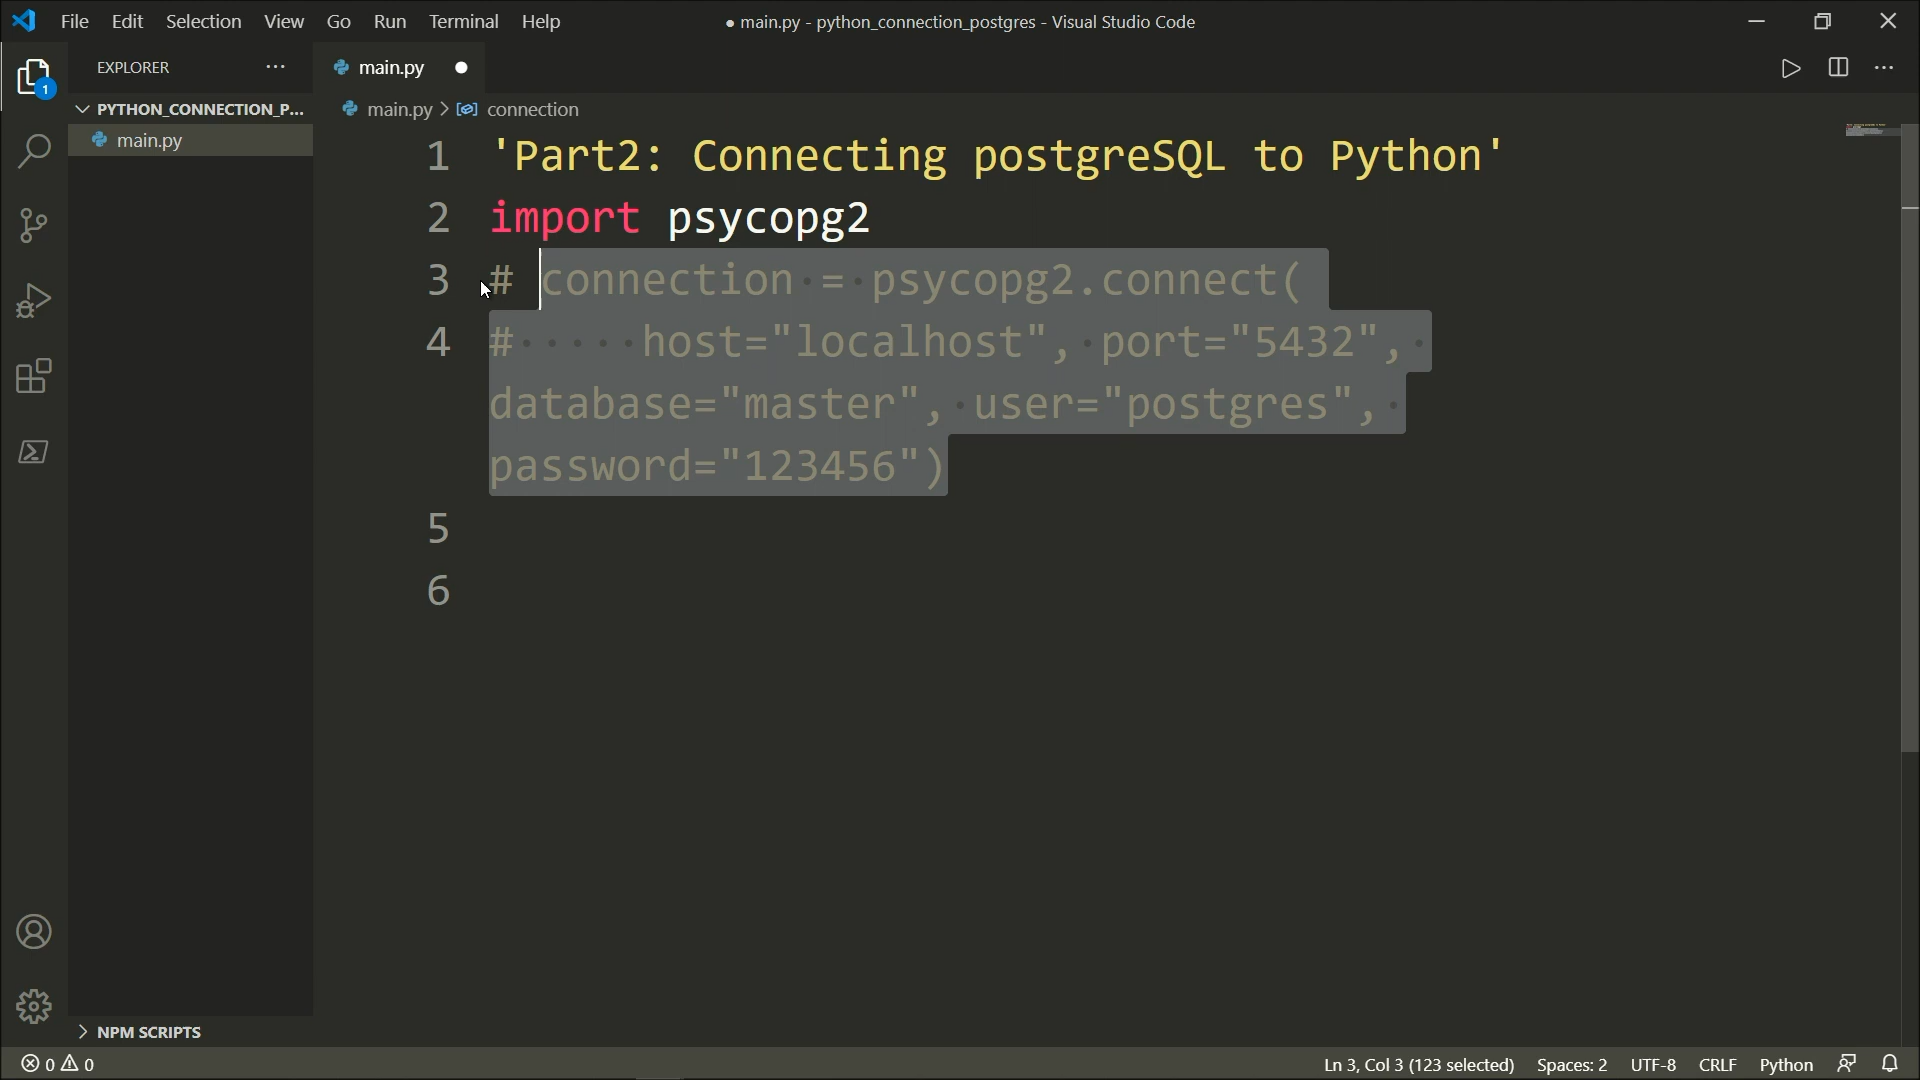 File Edit Selection View Go Run Terminal Help
● main.py - python_connection_postgres - Visual Studio Code
EXPLORER
main.py
1
PYTHON_CONNECTION_P...
main.py > connection
main.py
1 'Part2: Connecting postgreSQL to Python'
2 import psycopg2
3 # connection = psycopg2.connect(
4 #     host="localhost", port="5432",
database="master", user="postgres",
password="123456")
5
6
NPM SCRIPTS
0 0 Ln 3, Col 3 (123 selected) Spaces: 2 UTF-8 CRLF Python